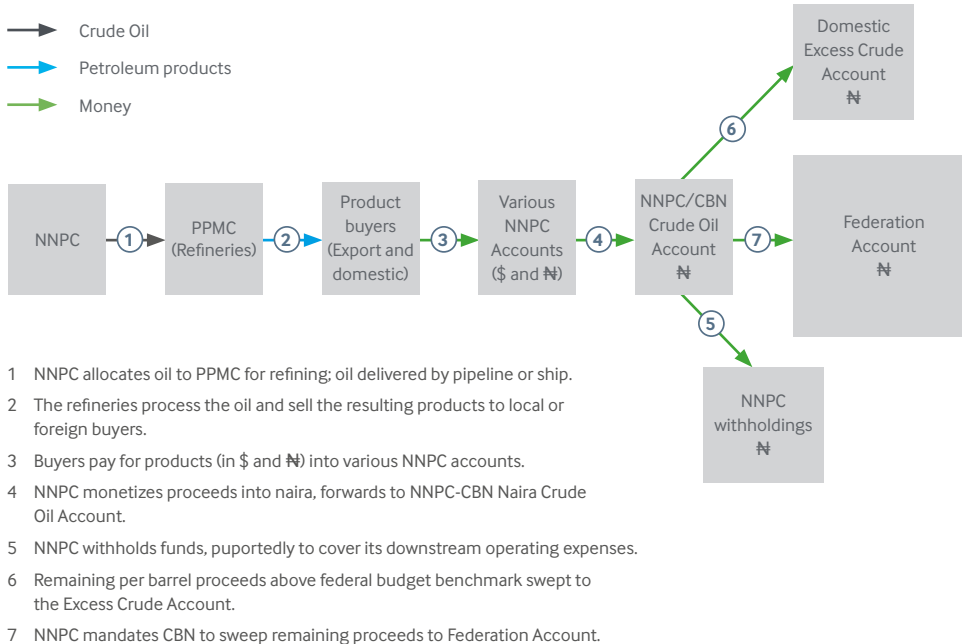 Crude Oil
Petroleum products
Money
Domestic
Excess Crude
Account
₦
6
NNPC
1
PPMC
(Refineries)
2
Product
buyers
(Export and
domestic)
3
Various
NNPC
Accounts
($ and ₦)
4
NNPC/CBN
Crude Oil
Account
₦
7
Federation
Account
₦
5
NNPC
withholdings
₦
1 NNPC allocates oil to PPMC for refining; oil delivered by pipeline or ship.
2 The refineries process the oil and sell the resulting products to local or
foreign buyers.
3 Buyers pay for products (in $ and ₦) into various NNPC accounts.
4 NNPC monetizes proceeds into naira, forwards to NNPC-CBN Naira Crude
Oil Account.
5 NNPC withholds funds, puportedly to cover its downstream operating expenses.
6 Remaining per barrel proceeds above federal budget benchmark swept to
the Excess Crude Account.
7 NNPC mandates CBN to sweep remaining proceeds to Federation Account.